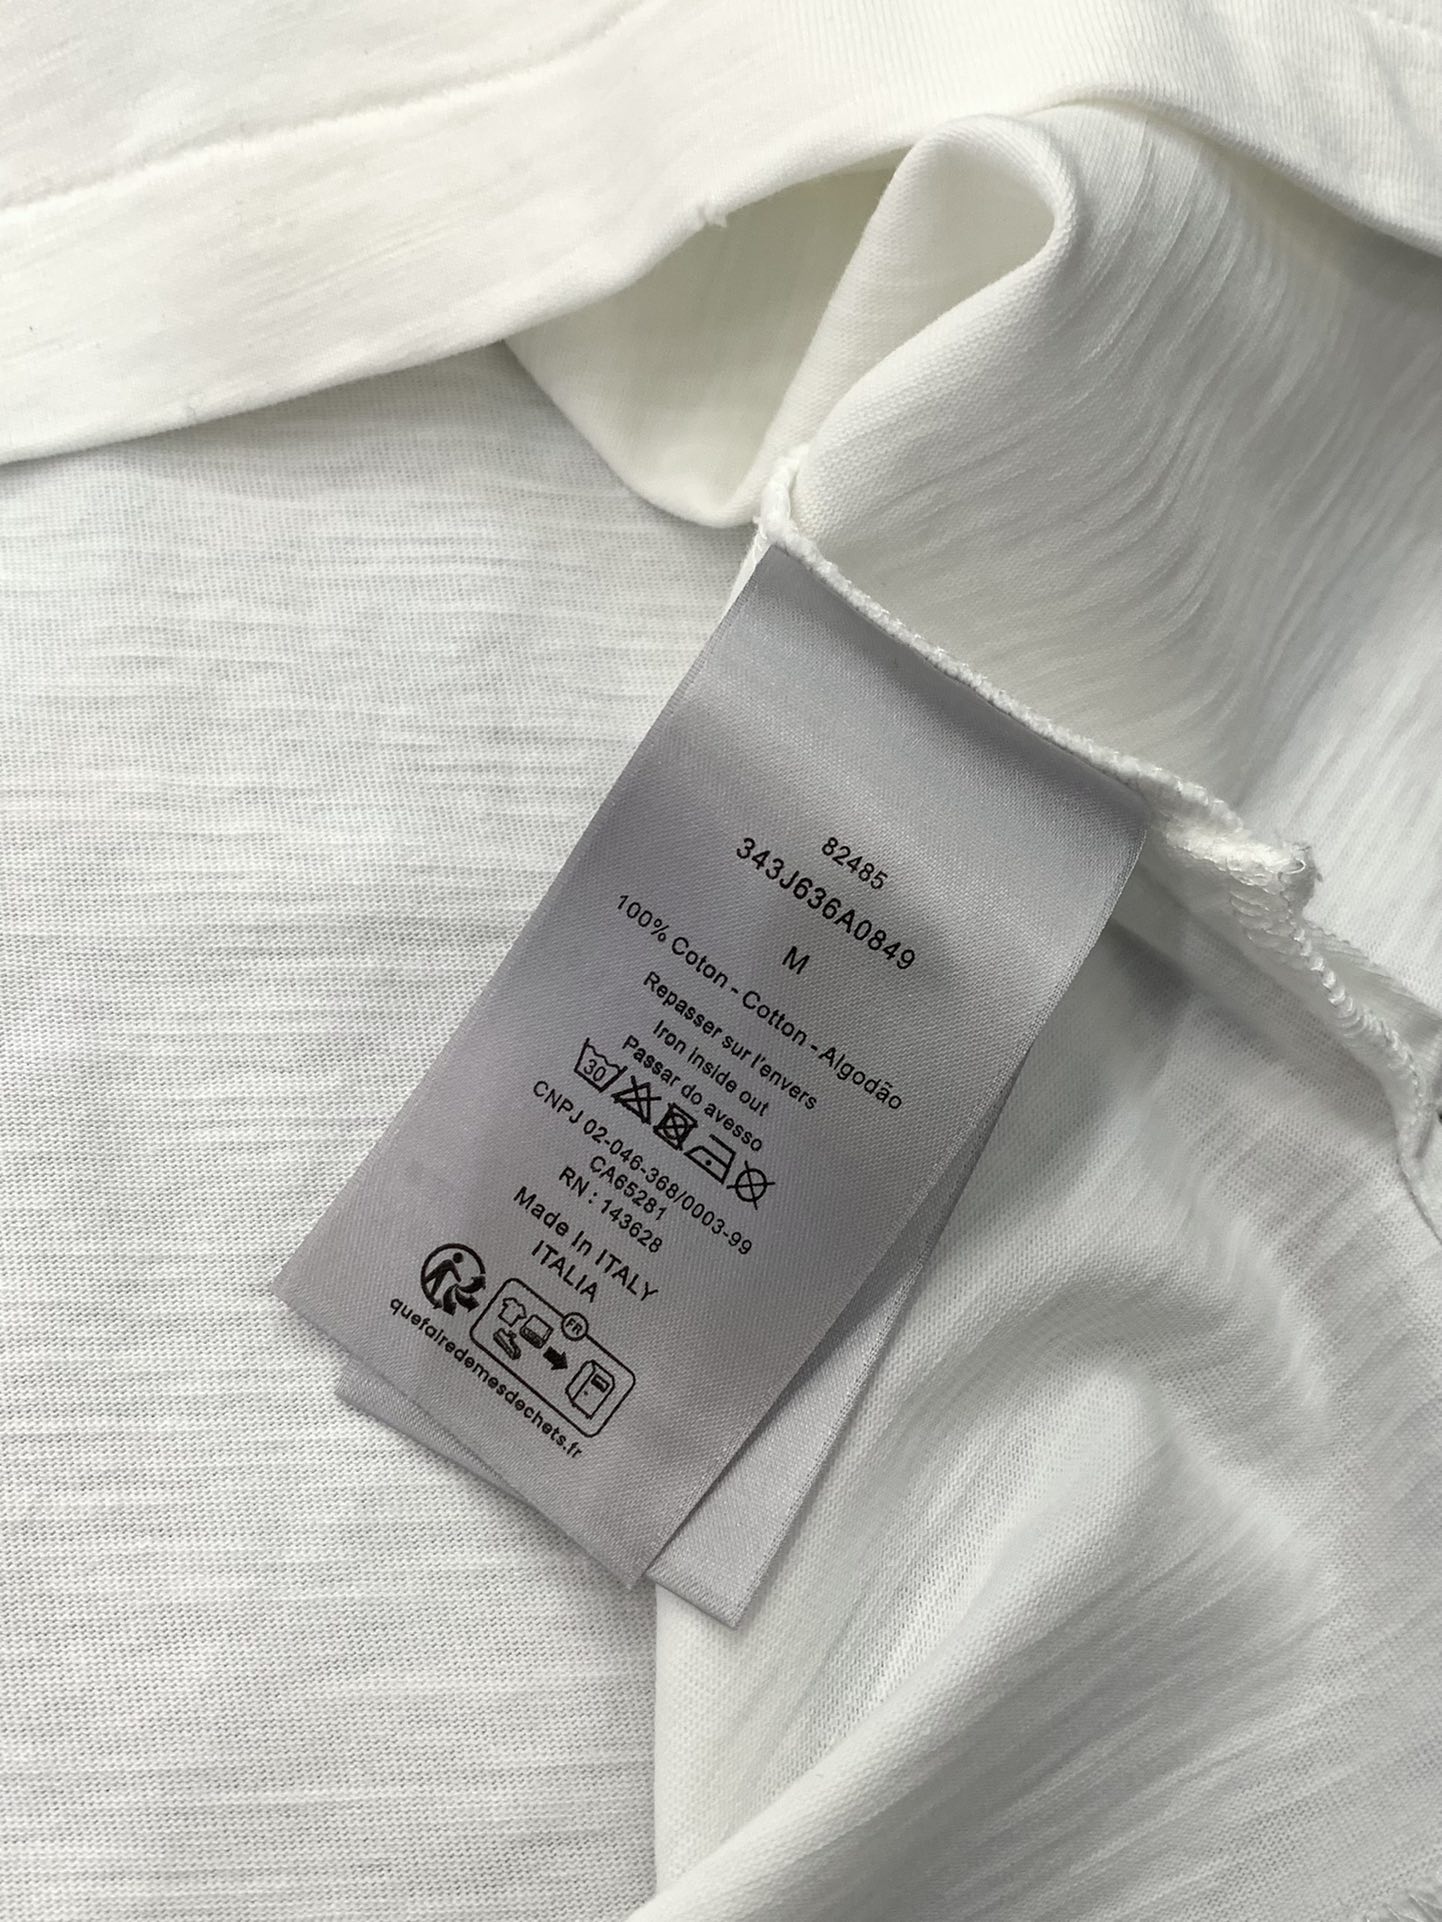 82485
343J636A0849
M
100% Coton - Cotton - Algodão
Repasser sur l'envers
Iron inside out
Passar do avesso
30
CNPJ 02-046-368/0003-99
CA65281
RN : 143628
Made In ITALY
ITALIA
FR
quefairedemesdechets.fr